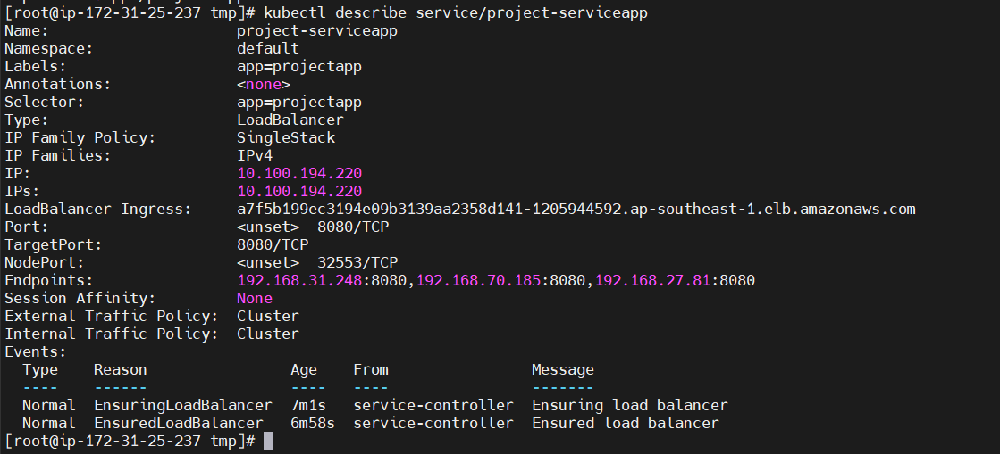 [root@ip-172-31-25-237 tmp]# kubectl describe service/project-serviceapp
Name:                     project-serviceapp
Namespace:                default
Labels:                   app=projectapp
Annotations:              <none>
Selector:                 app=projectapp
Type:                     LoadBalancer
IP Family Policy:         SingleStack
IP Families:              IPv4
IP:                       10.100.194.220
IPs:                      10.100.194.220
LoadBalancer Ingress:     a7f5b199ec3194e09b3139aa2358d141-1205944592.ap-southeast-1.elb.amazonaws.com
Port:                     <unset>  8080/TCP
TargetPort:               8080/TCP
NodePort:                 <unset>  32553/TCP
Endpoints:                192.168.31.248:8080,192.168.70.185:8080,192.168.27.81:8080
Session Affinity:         None
External Traffic Policy:  Cluster
Internal Traffic Policy:  Cluster
Events:
  Type    Reason                Age    From                Message
  ----    ------                ----   ----                -------
  Normal  EnsuringLoadBalancer  7m1s   service-controller  Ensuring load balancer
  Normal  EnsuredLoadBalancer   6m58s  service-controller  Ensured load balancer
[root@ip-172-31-25-237 tmp]#